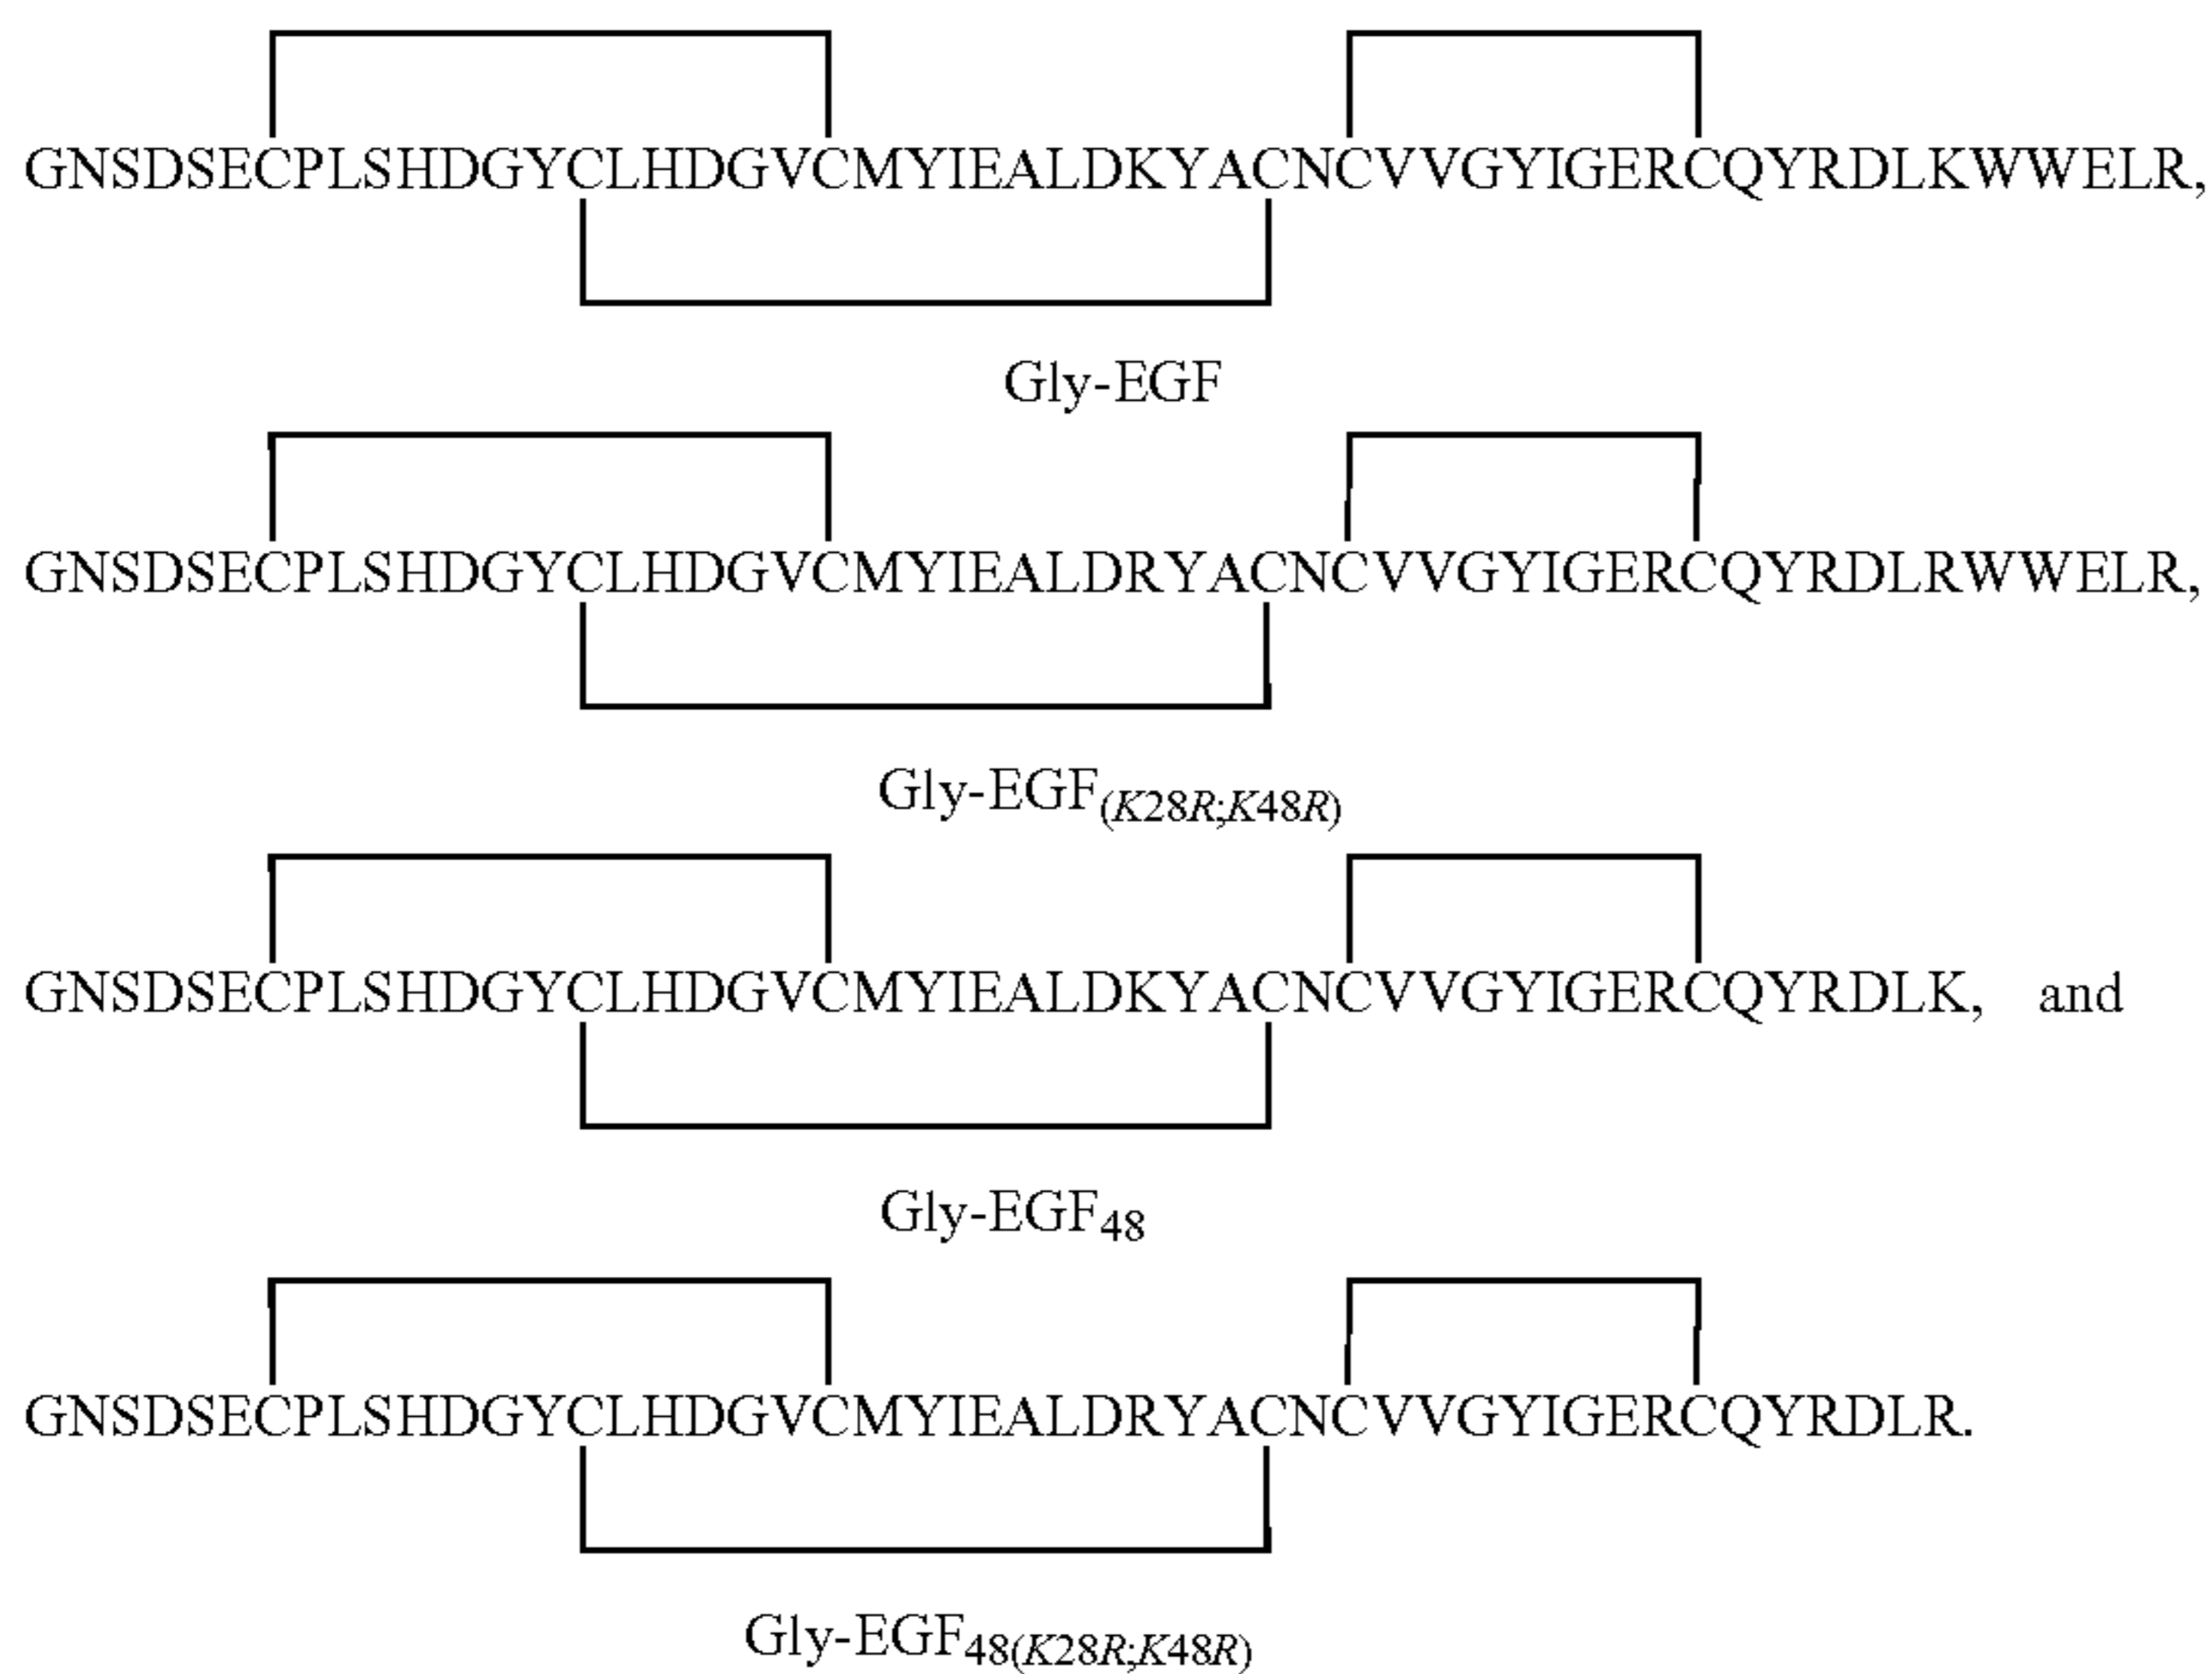 GNSDSECPLSHDGYCLHDGVCMYIEALDKYACNCVVGYIGERCQYRDLKWWELR,
Gly-EGF
GNSDSECPLSHDGYCLHDGVCMYIEALDRYACNCVVGYIGERCQYRDLRWWELR,
Gly-EGF(K28R;K48R)
GNSDSECPLSHDGYCLHDGVCMYIEALDKYACNCVVGYIGERCQYRDLK, and
Gly-EGF48
GNSDSECPLSHDGYCLHDGVCMYIEALDRYACNCVVGYIGERCQYRDLR.
Gly-EGF48(K28R;K48R)